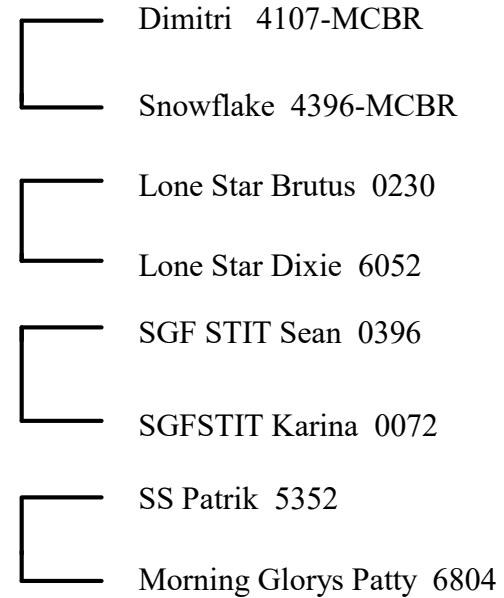 Dimitri 4107-MCBR
Snowflake 4396-MCBR
Lone Star Brutus 0230
Lone Star Dixie 6052
SGF STIT Sean 0396
SGFSTIT Karina 0072
SS Patrik 5352
Morning Glorys Patty 6804